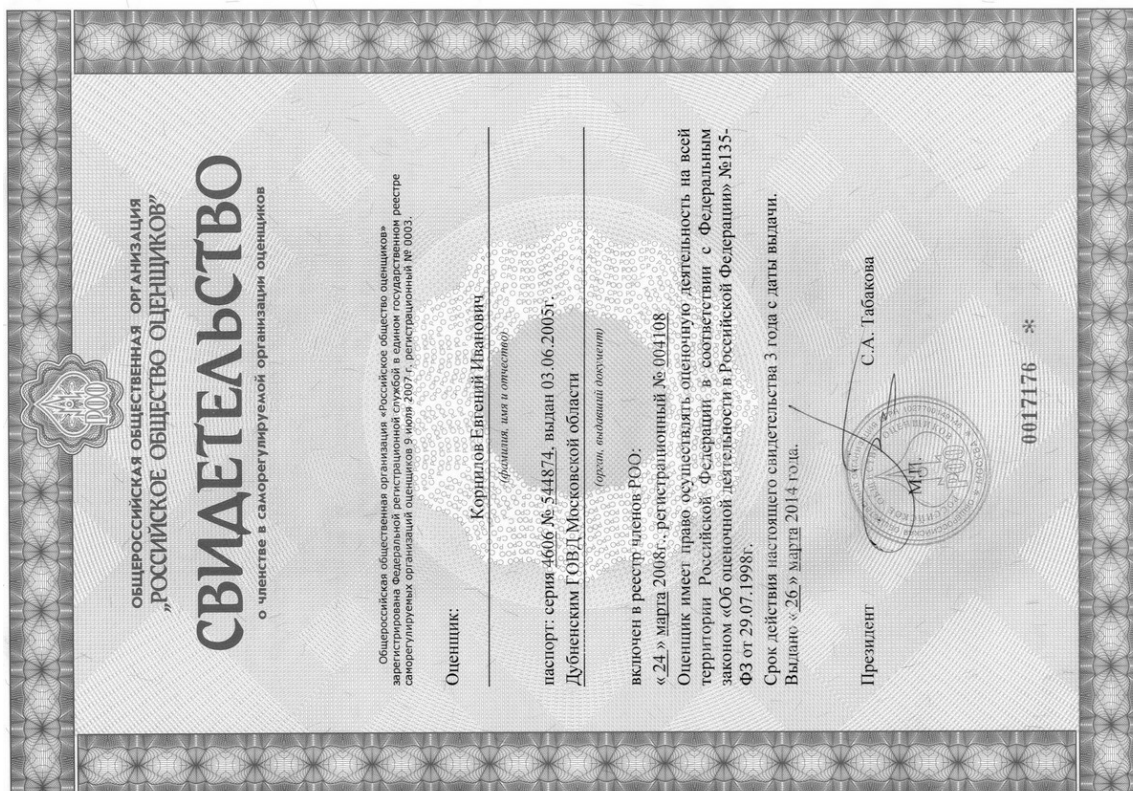 РОО
ОБЩЕРОССИЙСКАЯ ОБЩЕСТВЕННАЯ ОРГАНИЗАЦИЯ
„РОССИЙСКОЕ ОБЩЕСТВО ОЦЕНЩИКОВ”
СВИДЕТЕЛЬСТВО
о членстве в саморегулируемой организации оценщиков
Общероссийская общественная организация «Российское общество оценщиков»
зарегистрирована Федеральной регистрационной службой в едином государственном реестре
саморегулируемых организаций оценщиков 9 июля 2007 г. регистрационный № 0003.
Оценщик:
Корнидов Евгений Иванович
(фамилия, имя и отчество)
паспорт: серия 4606 № 544874, выдан 03.06.2005г.
Дубненским ГОВД Московской области
(орган, выдавший документ)
включен в реестр членов РОО:
« 24 » марта 2008г., регистрационный № 004108
Оценщик имеет право осуществлять оценочную деятельность на всей
территории Российской Федерации в соответствии с Федеральным
законом «Об оценочной деятельности в Российской Федерации» №135-
ФЗ от 29.07.1998г.
Срок действия настоящего свидетельства 3 года с даты выдачи.
Выдано « 26 » марта 2014 года.
Президент С.А. Табакова
М.П.
РОО
0017176 *